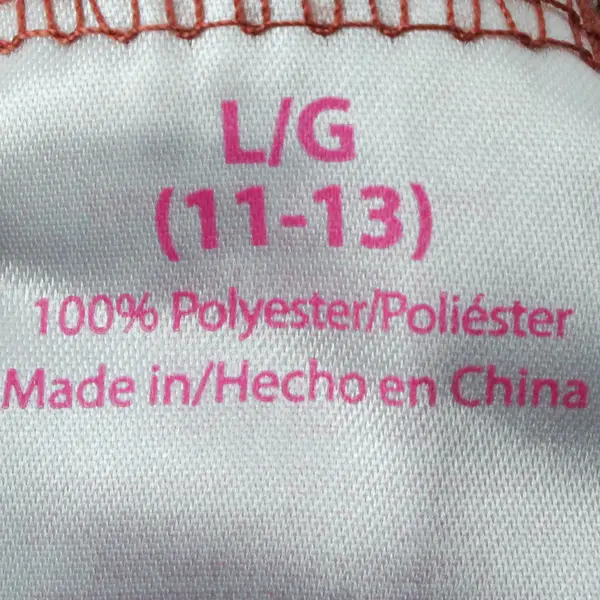 L/G
(11-13)
100% Polyester/Poliéster
Made in/Hecho en China